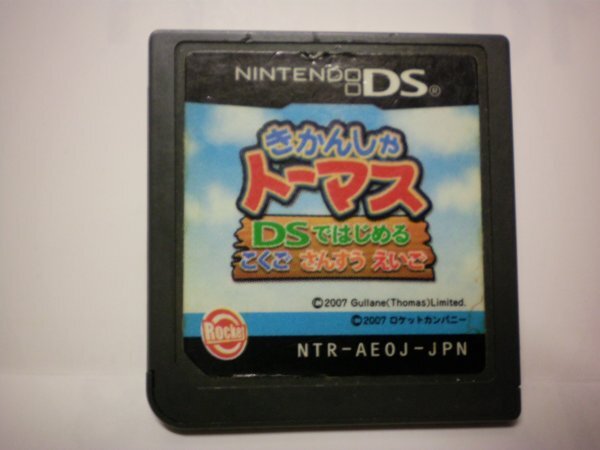 NINTENDO DS®
きかんしゃ
トーマス
DSではじめる
こくご さんすう えいご
©2007 Gullane(Thomas)Limited.
©2007 ロケットカンパニー
Rocket
NTR-AEOJ-JPN